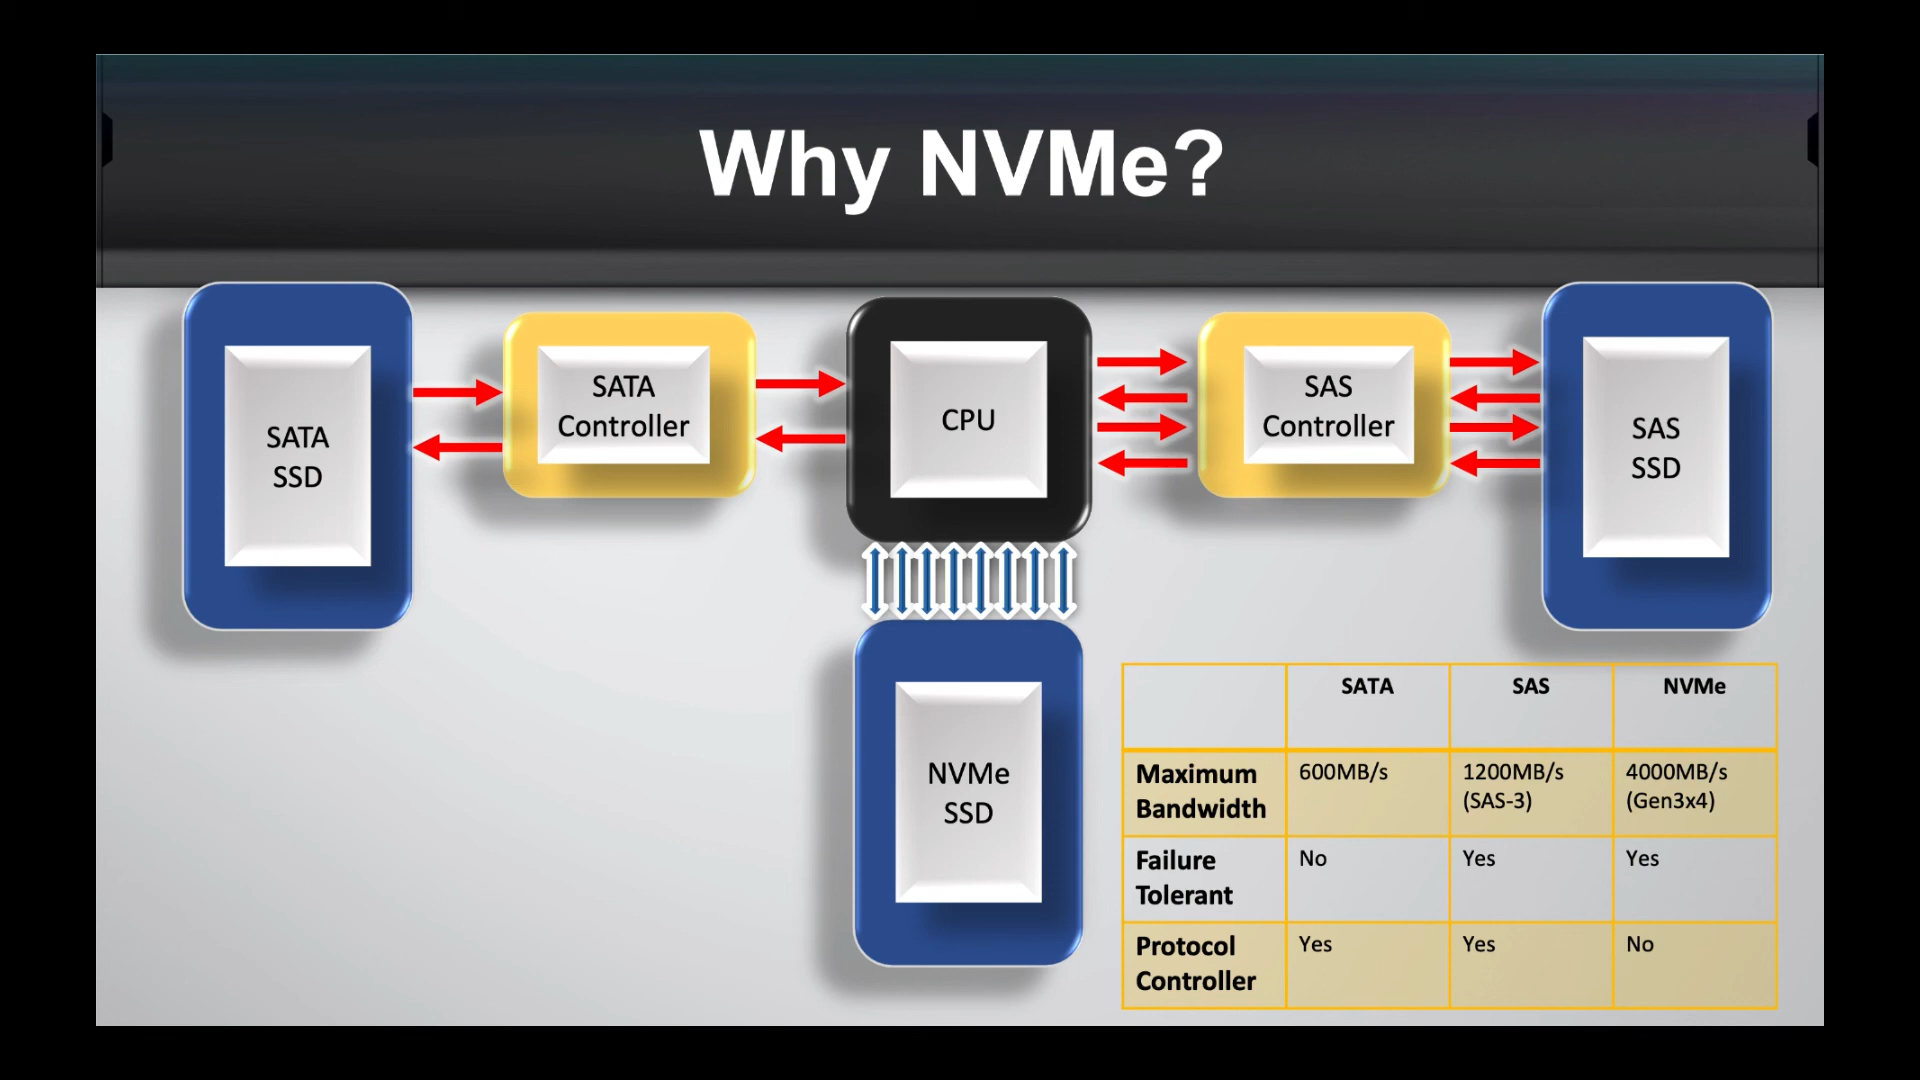 Why NVMe?
SATA
SSD
SATA
Controller
CPU
SAS
Controller
SAS
SSD
NVMe
SSD
SATA SAS NVMe
Maximum
Bandwidth
600MB/s
1200MB/s
(SAS-3)
4000MB/s
(Gen3x4)
Failure
Tolerant
No
Yes
Yes
Protocol
Controller
Yes
Yes
No